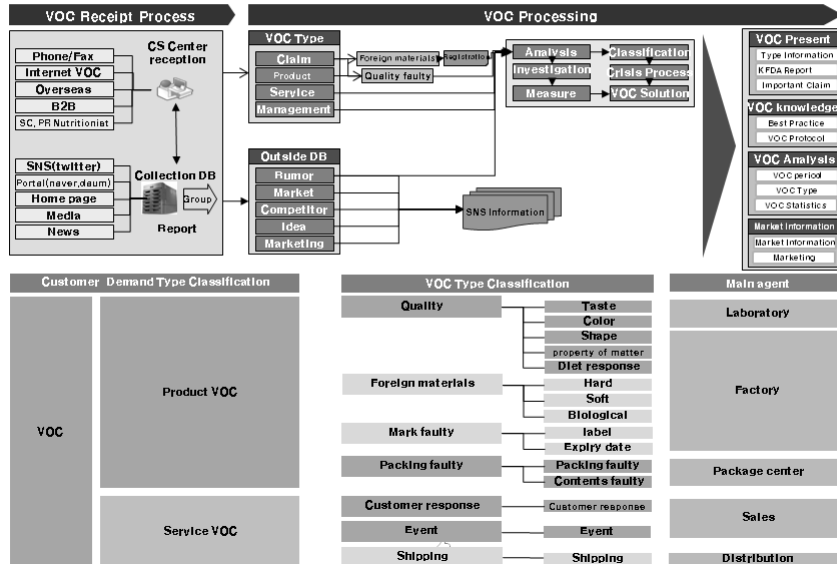 VOC Receipt Process
VOC Processing
Phone/Fax
Internet VOC
Overseas
B2B
SC, PR Nutritionist
CS Center
reception
SNS(twitter)
Portal(naver,daum)
Home page
Media
News
Collection DB
Group
Report
VOC Type
Claim
Product
Service
Management
Foreign materials
Registration
Quality faulty
Outside DB
Rumor
Market
Competitor
Idea
Marketing
SNS Information
Analysis
Classification
Investigation
Crisis Process
Measure
VOC Solution
VOC Present
Type Information
KFDA Report
Important Claim
VOC knowledge
Best Practice
VOC Protocol
VOC Analysis
VOC period
VOC Type
VOC Statistics
Market Information
Market Information
Marketing
Customer Demand Type Classification
VOC
Product VOC
Service VOC
VOC Type Classification
Quality
Taste
Color
Shape
property of matter
Diet response
Foreign materials
Hard
Soft
Biological
Mark faulty
label
Expiry date
Packing faulty
Packing faulty
Contents faulty
Customer response
Customer response
Event
Event
Shipping
Shipping
Main agent
Laboratory
Factory
Package center
Sales
Distribution